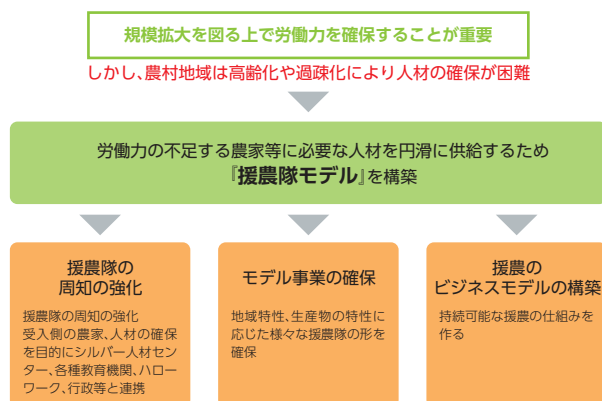 規模拡大を図る上で労働力を確保することが重要
しかし、農村地域は高齢化や過疎化により人材の確保が困難
労働力の不足する農家等に必要な人材を円滑に供給するため
『援農隊モデル』を構築
援農隊の
周知の強化
援農隊の周知の強化
受入側の農家、人材の確保
を目的にシルバー人材セン
ター、各種教育機関、ハロー
ワーク、行政等と連携
モデル事業の確保
地域特性、生産物の特性に
応じた様々な援農隊の形を
確保
援農の
ビジネスモデルの構築
持続可能な援農の仕組みを
作る